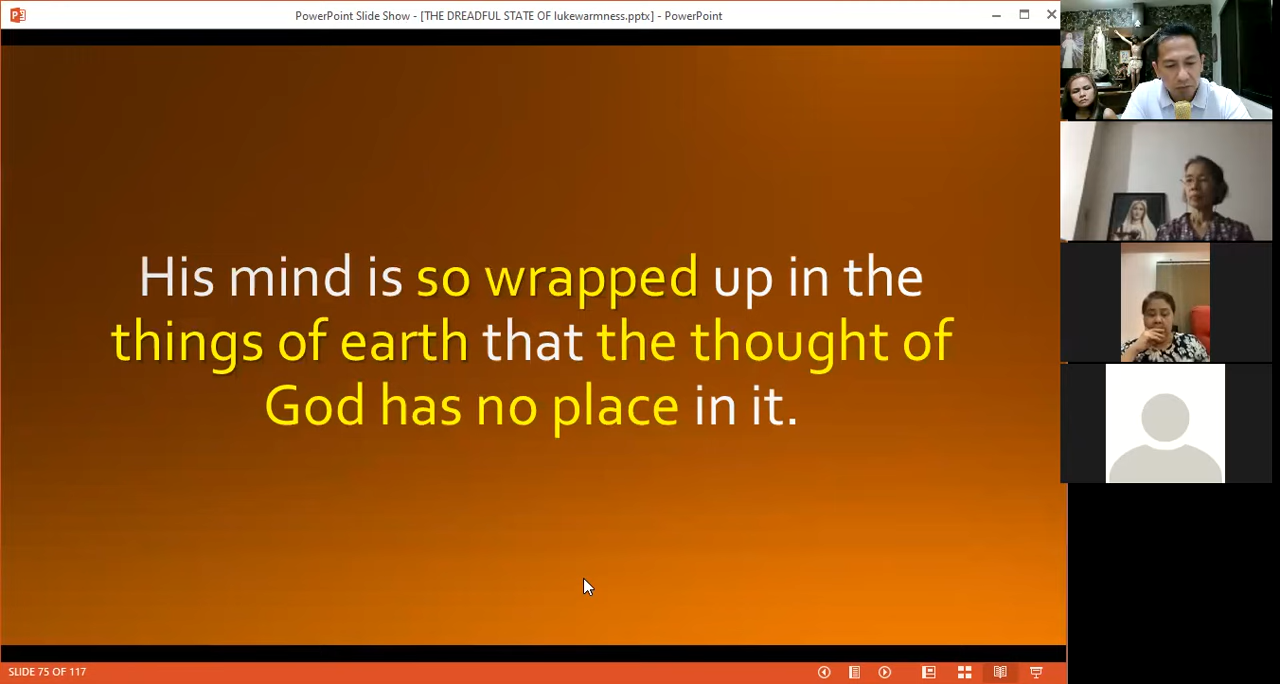 PowerPoint Slide Show - [THE DREADFUL STATE OF lukewarmness.pptx] - PowerPoint
His mind is so wrapped up in the
things of earth that the thought of
God has no place in it.
SLIDE 75 OF 117